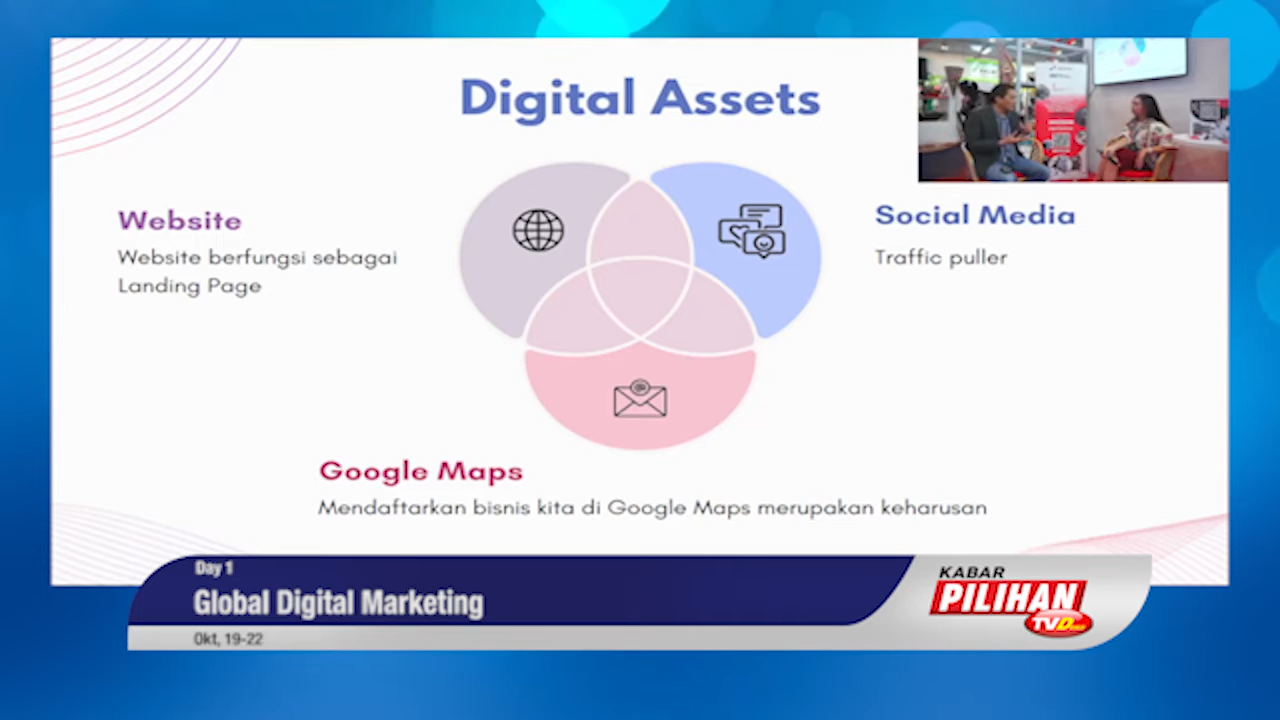 Digital Assets
Website
Website berfungsi sebagai
Landing Page
Social Media
Traffic puller
Google Maps
Mendaftarkan bisnis kita di Google Maps merupakan keharusan
Day 1
Global Digital Marketing
Okt, 19-22
KABAR
PILIHAN